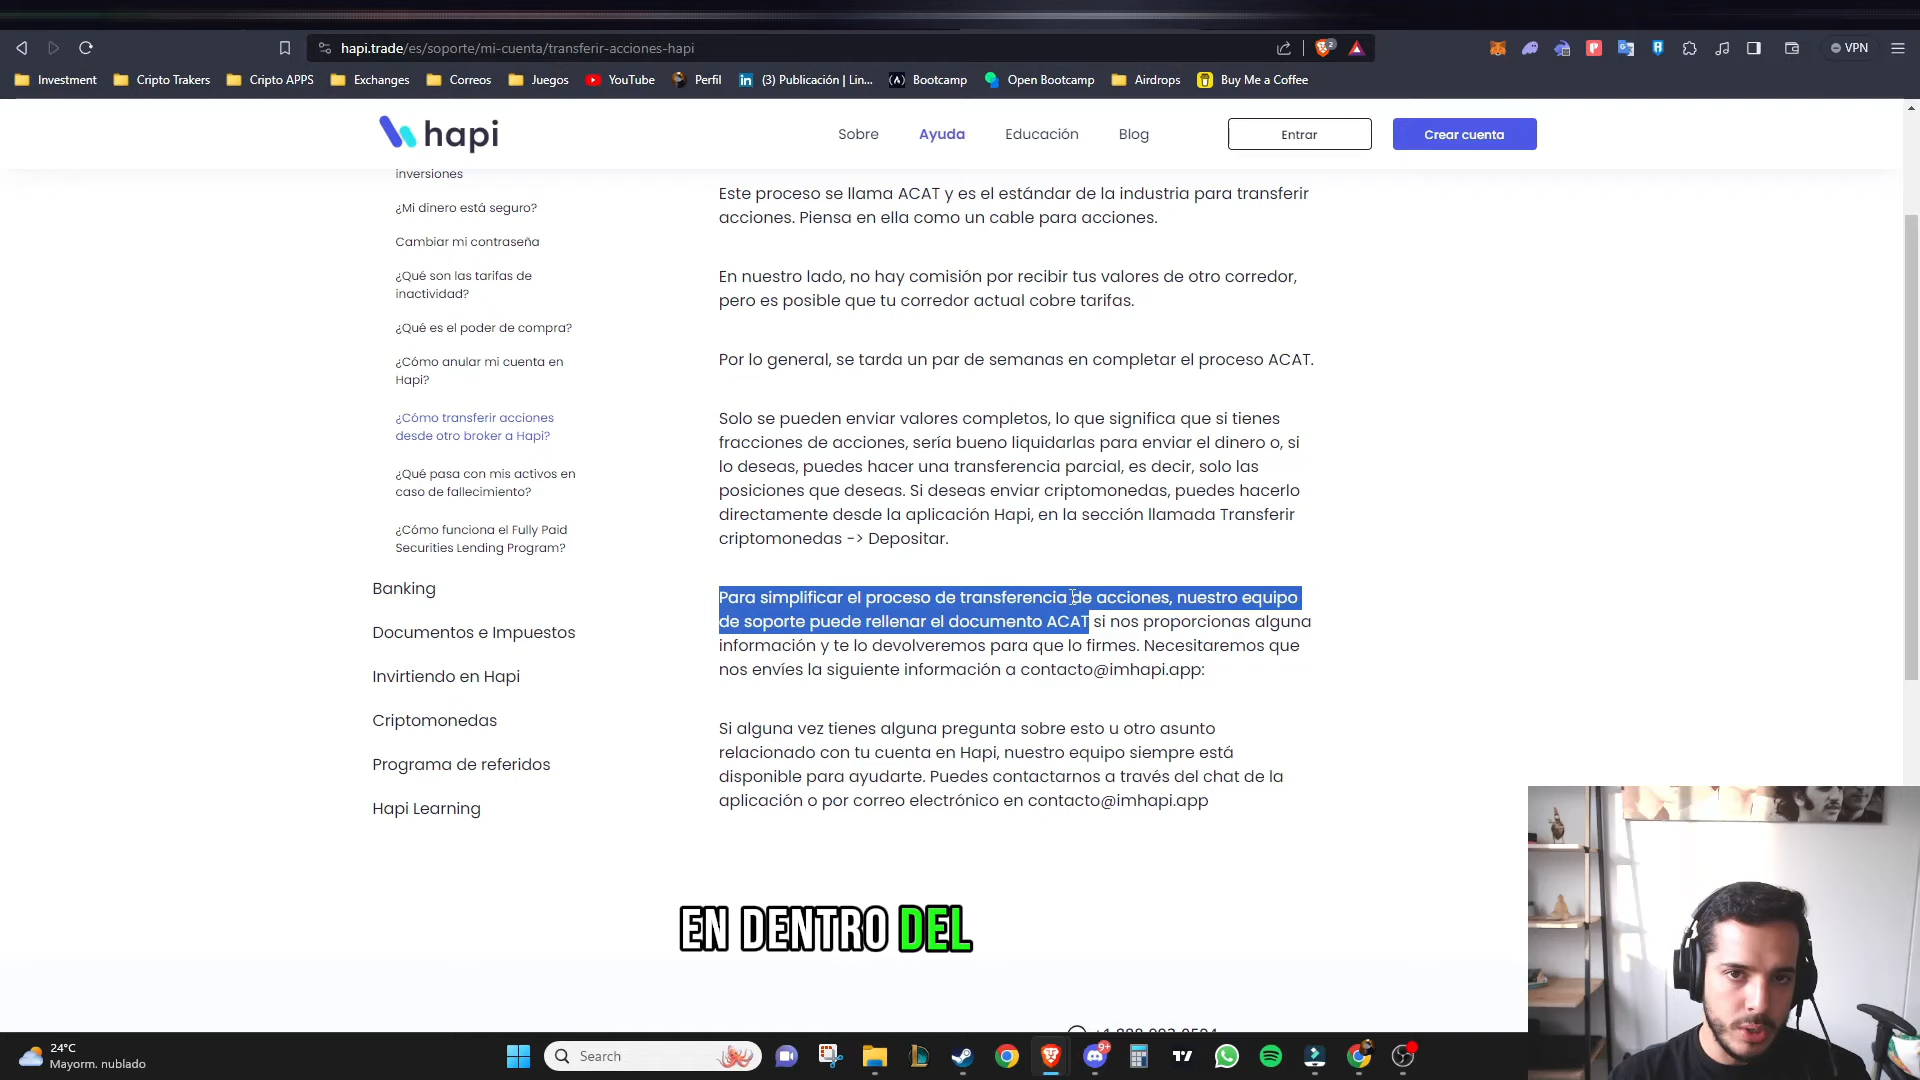 hapi.trade/es/soporte/mi-cuenta/transferir-acciones-hapi
VPN
Investment
Cripto Trakers
Cripto APPS
Exchanges
Correos
Juegos
YouTube
Perfil
(3) Publicación | Lin...
Bootcamp
Open Bootcamp
Airdrops
Buy Me a Coffee
hapi
Sobre
Ayuda
Educación
Blog
Entrar
Crear cuenta
inversiones
¿Mi dinero está seguro?
Cambiar mi contraseña
¿Qué son las tarifas de
inactividad?
¿Qué es el poder de compra?
¿Cómo anular mi cuenta en
Hapi?
¿Cómo transferir acciones
desde otro broker a Hapi?
¿Qué pasa con mis activos en
caso de fallecimiento?
¿Cómo funciona el Fully Paid
Securities Lending Program?
Banking
Documentos e Impuestos
Invirtiendo en Hapi
Criptomonedas
Programa de referidos
Hapi Learning
Este proceso se llama ACAT y es el estándar de la industria para transferir
acciones. Piensa en ella como un cable para acciones.
En nuestro lado, no hay comisión por recibir tus valores de otro corredor,
pero es posible que tu corredor actual cobre tarifas.
Por lo general, se tarda un par de semanas en completar el proceso ACAT.
Solo se pueden enviar valores completos, lo que significa que si tienes
fracciones de acciones, sería bueno liquidarlas para enviar el dinero o, si
lo deseas, puedes hacer una transferencia parcial, es decir, solo las
posiciones que deseas. Si deseas enviar criptomonedas, puedes hacerlo
directamente desde la aplicación Hapi, en la sección llamada Transferir
criptomonedas -> Depositar.
Para simplificar el proceso de transferencia de acciones, nuestro equipo
de soporte puede rellenar el documento ACAT si nos proporcionas alguna
información y te lo devolveremos para que lo firmes. Necesitaremos que
nos envíes la siguiente información a contacto@imhapi.app:
Si alguna vez tienes alguna pregunta sobre esto u otro asunto
relacionado con tu cuenta en Hapi, nuestro equipo siempre está
disponible para ayudarte. Puedes contactarnos a través del chat de la
aplicación o por correo electrónico en contacto@imhapi.app
EN DENTRO DEL
24°C
Mayorm. nublado
Search
9+